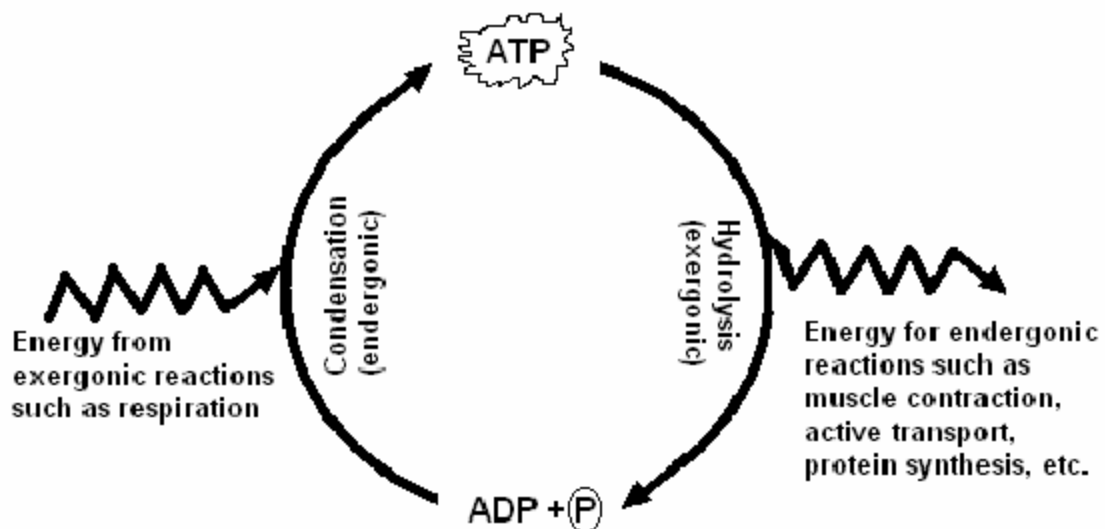 ATP
Condensation
(endergonic)
Hydrolysis
(exergonic)
Energy from
exergonic reactions
such as respiration
Energy for endergonic
reactions such as
muscle contraction,
active transport,
protein synthesis, etc.
ADP + P